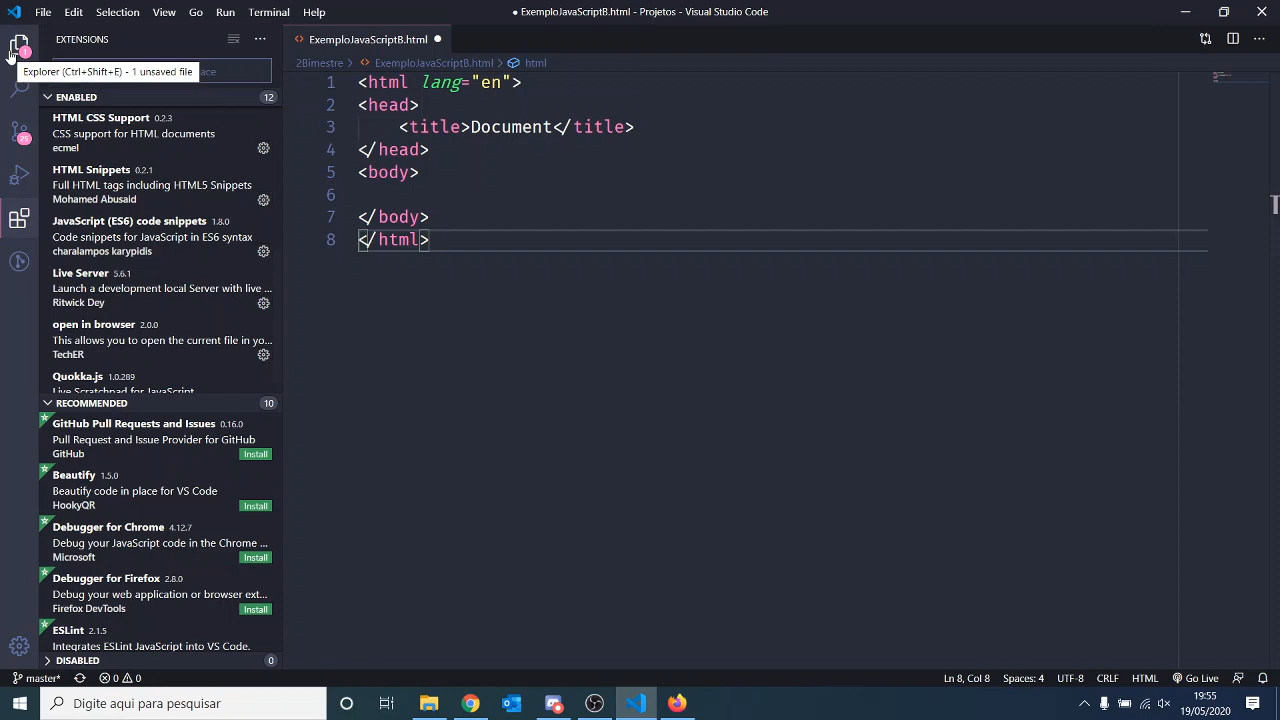 File Edit Selection View Go Run Terminal Help
● ExemploJavaScriptB.html - Projetos - Visual Studio Code
EXTENSIONS
ExemploJavaScriptB.html
1
Explorer (Ctrl+Shift+E) - 1 unsaved file
2Bimestre > ExemploJavaScriptB.html > html
ENABLED 12
HTML CSS Support 0.2.3
CSS support for HTML documents
ecmel
25
HTML Snippets 0.2.1
Full HTML tags including HTML5 Snippets
Mohamed Abusaid
JavaScript (ES6) code snippets 1.8.0
Code snippets for JavaScript in ES6 syntax
charalampos karypidis
Live Server 5.6.1
Launch a development local Server with live ...
Ritwick Dey
open in browser 2.0.0
This allows you to open the current file in yo...
TechER
Quokka.js 1.0.289
Live Scratchpad for JavaScript
RECOMMENDED 10
GitHub Pull Requests and Issues 0.16.0
Pull Request and Issue Provider for GitHub
GitHub Install
Beautify 1.5.0
Beautify code in place for VS Code
HookyQR Install
Debugger for Chrome 4.12.7
Debug your JavaScript code in the Chrome ...
Microsoft Install
Debugger for Firefox 2.8.0
Debug your web application or browser ext...
Firefox DevTools Install
ESLint 2.1.5
Integrates ESLint JavaScript into VS Code.
DISABLED 0
1 <html lang="en">
2 <head>
3     <title>Document</title>
4 </head>
5 <body>
6
7 </body>
8 </html>
master* 0 0
Ln 8, Col 8 Spaces: 4 UTF-8 CRLF HTML Go Live
Digite aqui para pesquisar
19:55
19/05/2020